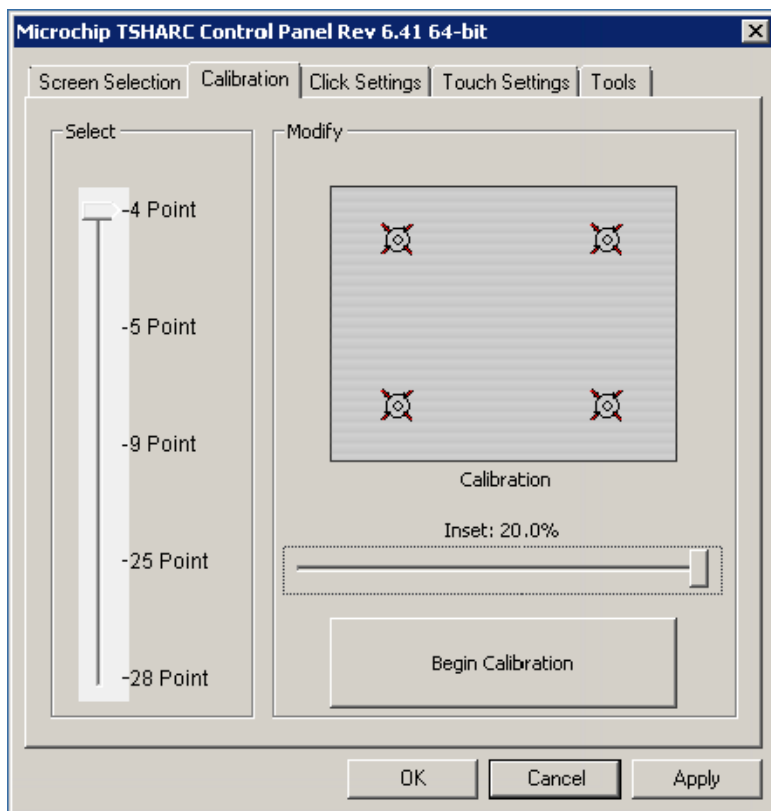 Microchip TSHARC Control Panel Rev 6.41 64-bit
Screen Selection Calibration Click Settings Touch Settings Tools
Select
-4 Point
-5 Point
-9 Point
-25 Point
-28 Point
Modify
Calibration
Inset: 20.0%
Begin Calibration
OK Cancel Apply